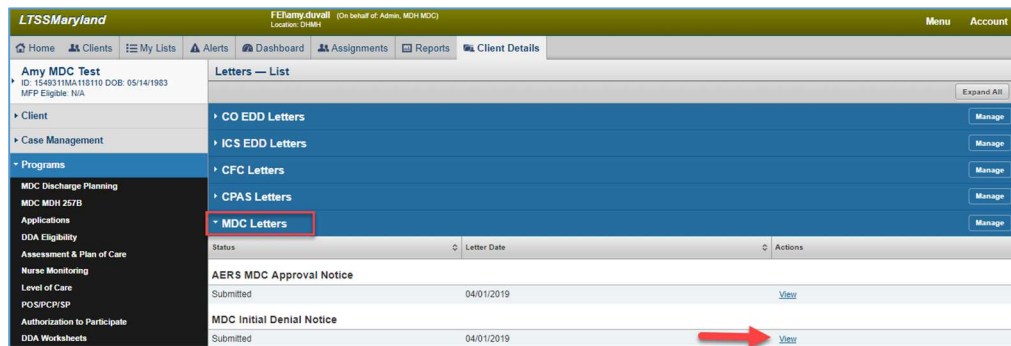 LTSSMaryland
FEI\amy.duvall (On behalf of: Admin, MDH MDC)
Location: DHMH
Menu Account
Home Clients My Lists Alerts Dashboard Assignments Reports Client Details
Amy MDC Test
ID: 1549311MA118110 DOB: 05/14/1983
MFP Eligible: N/A
Client
Case Management
Programs
MDC Discharge Planning
MDC MDH 257B
Applications
DDA Eligibility
Assessment & Plan of Care
Nurse Monitoring
Level of Care
POS/PCP/SP
Authorization to Participate
DDA Worksheets
Letters — List
Expand All
CO EDD Letters Manage
ICS EDD Letters Manage
CFC Letters Manage
CPAS Letters Manage
MDC Letters Manage
Status Letter Date Actions
AERS MDC Approval Notice
Submitted 04/01/2019 View
MDC Initial Denial Notice
Submitted 04/01/2019 View